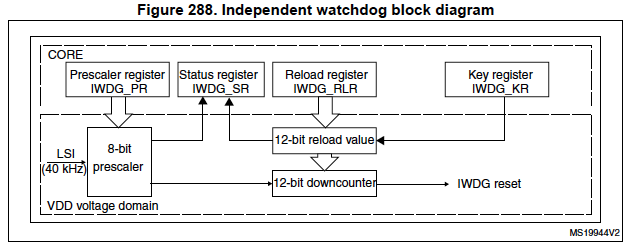 Figure 288. Independent watchdog block diagram
CORE
Prescaler register
IWDG_PR
Status register
IWDG_SR
Reload register
IWDG_RLR
Key register
IWDG_KR
LSI
(40 kHz)
8-bit
prescaler
12-bit reload value
12-bit downcounter
IWDG reset
VDD voltage domain
MS19944V2